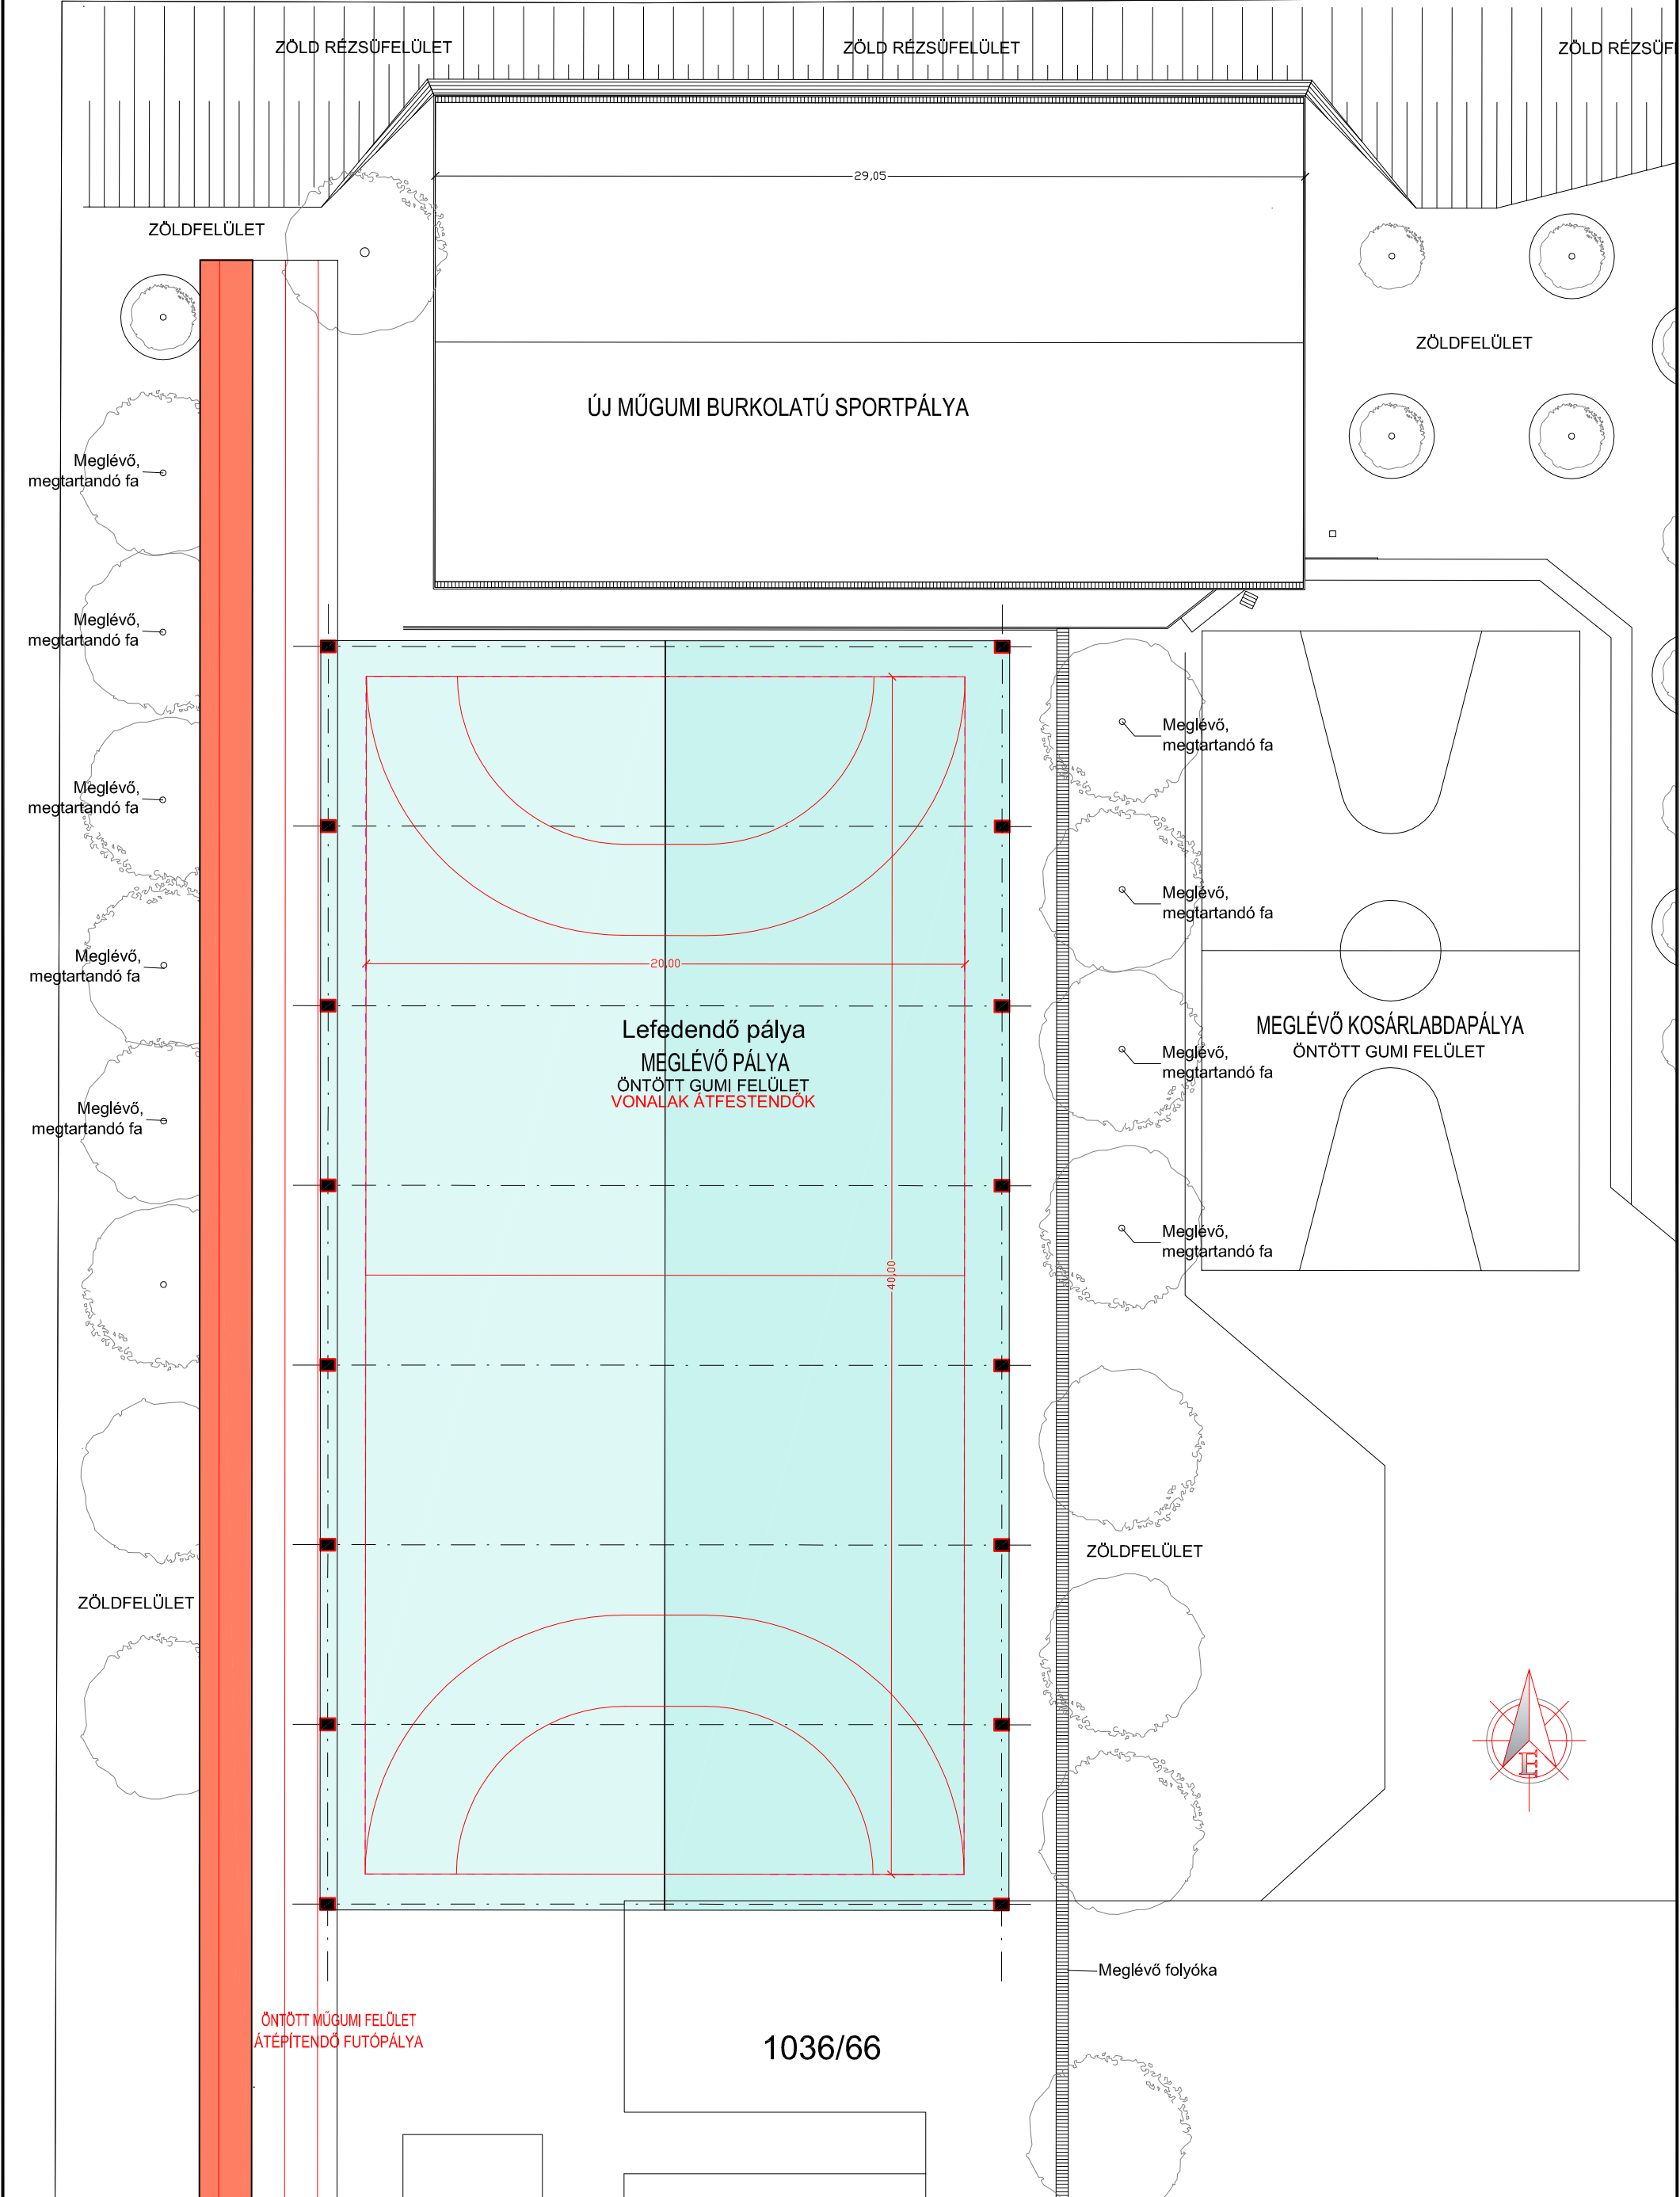 ZÖLD RÉZSÜFELÜLET
ZÖLD RÉZSÜFELÜLET
ZÖLD RÉZSÜF
29,05
ZÖLDFELÜLET
ZÖLDFELÜLET
ÚJ MŰGUMI BURKOLATÚ SPORTPÁLYA
Meglévő,
megtartandó fa
Meglévő,
megtartandó fa
Meglévő,
megtartandó fa
Meglévő,
megtartandó fa
Meglévő,
megtartandó fa
Meglévő,
megtartandó fa
Meglévő,
megtartandó fa
Meglévő,
megtartandó fa
Meglévő,
megtartandó fa
20,00
Lefedendő pálya
MEGLÉVŐ PÁLYA
ÖNTÖTT GUMI FELÜLET
VONALAK ÁTFESTENDŐK
MEGLÉVŐ KOSÁRLABDAPÁLYA
ÖNTÖTT GUMI FELÜLET
40,00
ZÖLDFELÜLET
ZÖLDFELÜLET
É
Meglévő folyóka
ÖNTÖTT MŰGUMI FELÜLET
ÁTÉPÍTENDŐ FUTÓPÁLYA
1036/66